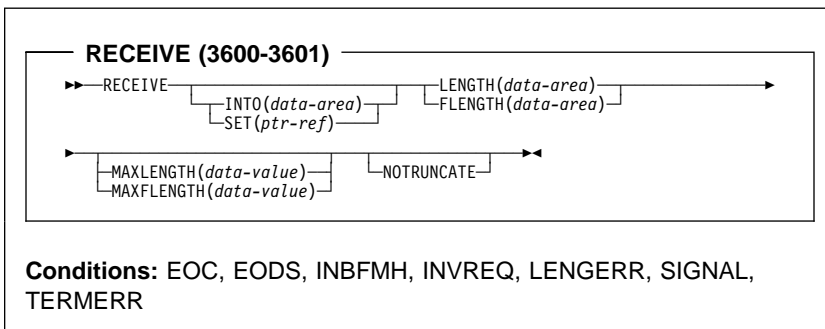 RECEIVE (3600-3601)
RECEIVE LENGTH(data-area)
INTO(data-area) FLENGTH(data-area)
SET(ptr-ref)
MAXLENGTH(data-value) NOTRUNCATE
MAXFLENGTH(data-value)
Conditions: EOC, EODS, INBFMH, INVREQ, LENGERR, SIGNAL,
TERMERR